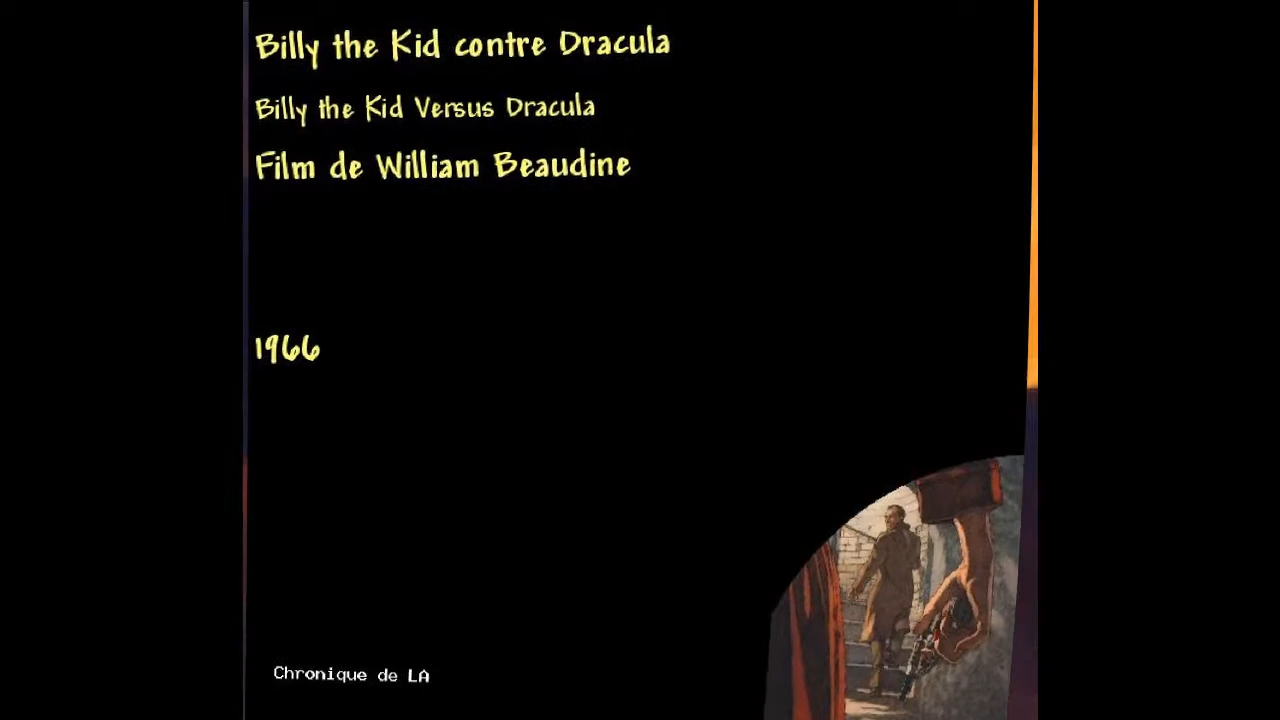 Billy the Kid contre Dracula
Billy the Kid Versus Dracula
Film de William Beaudine
1966
Chronique de LA